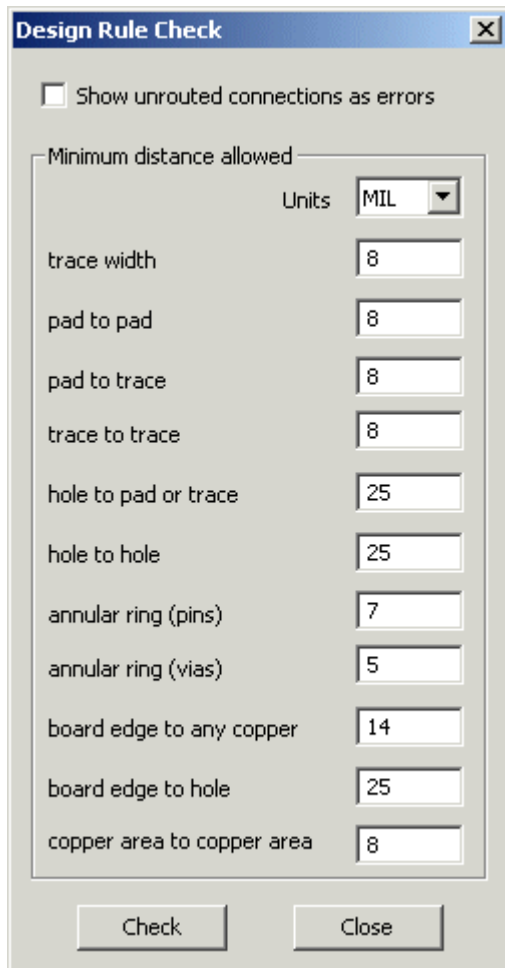 Design Rule Check
Show unrouted connections as errors
Minimum distance allowed
Units MIL
trace width 8
pad to pad 8
pad to trace 8
trace to trace 8
hole to pad or trace 25
hole to hole 25
annular ring (pins) 7
annular ring (vias) 5
board edge to any copper 14
board edge to hole 25
copper area to copper area 8
Check Close